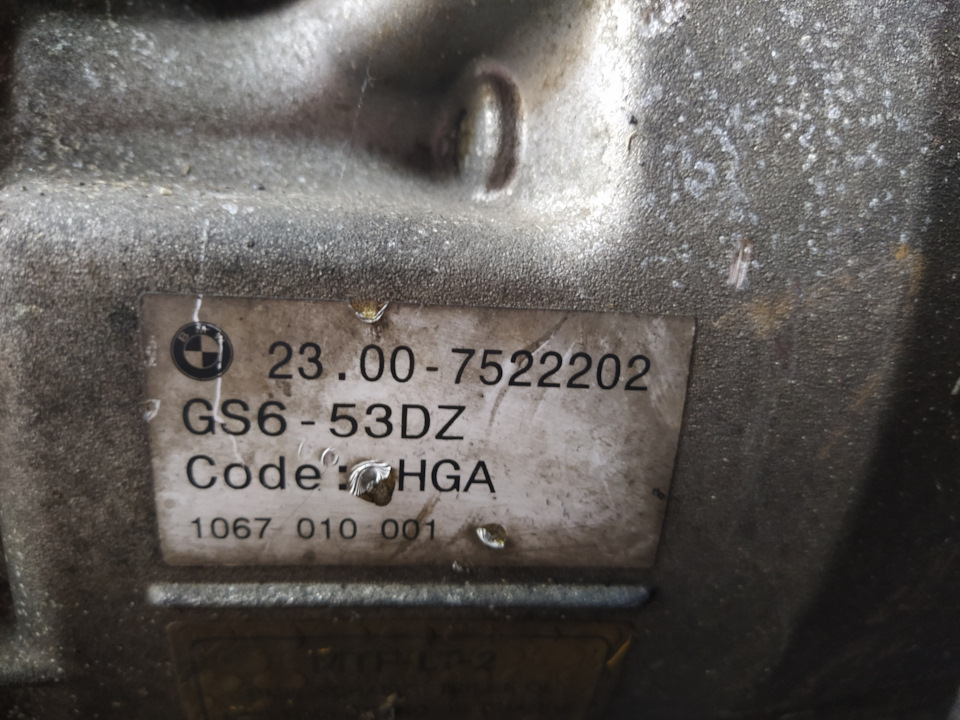 23.00-7522202
GS6-53DZ
Code: HGA
1067 010 001